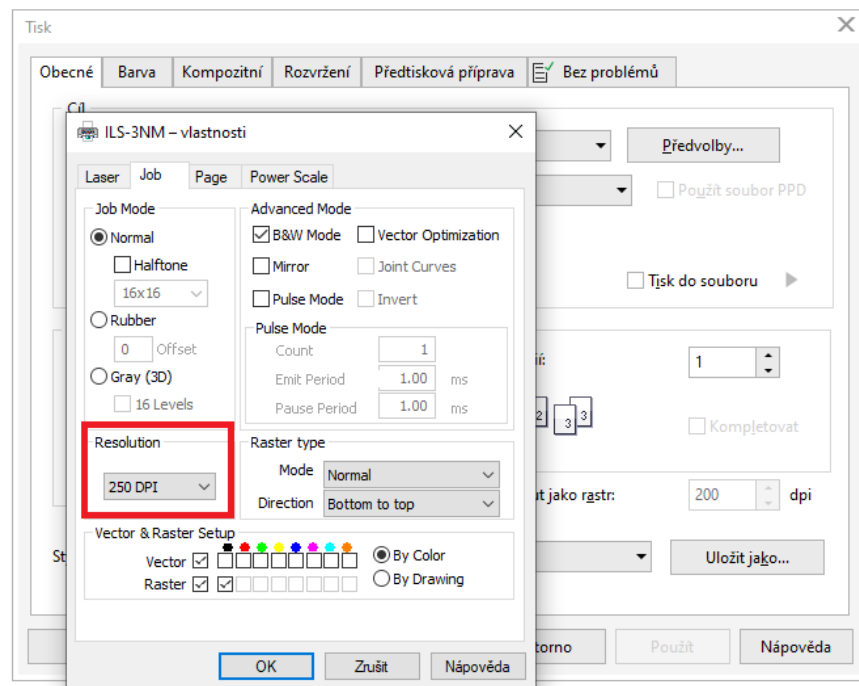 Tisk
Obecné Barva Kompozitní Rozvržení Předtisková příprava Bez problémů
Cíl
ILS-3NM – vlastnosti
Předvolby...
Laser Job Page Power Scale
Použít soubor PPD
Job Mode Advanced Mode
Normal B&W Mode Vector Optimization
Halftone Mirror Joint Curves
Tisk do souboru
16x16 Pulse Mode Invert
Rubber Pulse Mode
0 Offset Count 1
1
Gray (3D) Emit Period 1.00 ms
16 Levels Pause Period 1.00 ms
2 3 3
Kompletovat
Resolution Raster type
Mode Normal
250 DPI
jako rastr: 200 dpi
Direction Bottom to top
Vector & Raster Setup
St Vector By Color
Uložit jako...
Raster By Drawing
OK Zrušit Nápověda
torno Použít Nápověda